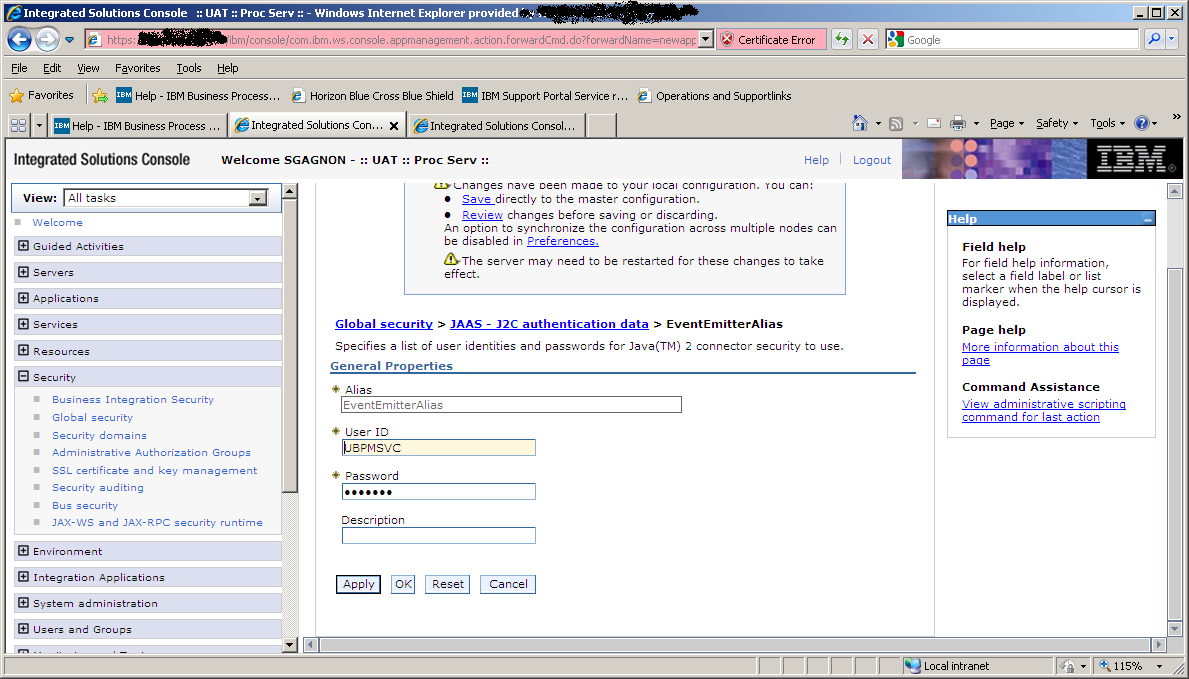 Integrated Solutions Console :: UAT :: Proc Serv :: - Windows Internet Explorer provided
https:
/ibm/console/com.ibm.ws.console.appmanagement.action.forwardCmd.do?forwardName=newapp
Certificate Error
Google
File Edit View Favorites Tools Help
Favorites
IBM Help - IBM Business Process...
Horizon Blue Cross Blue Shield
IBM IBM Support Portal Service r...
Operations and Supportlinks
IBM Help - IBM Business Process ...
Integrated Solutions Con...
Integrated Solutions Consol...
Page Safety Tools
Integrated Solutions Console
Welcome SGAGNON - :: UAT :: Proc Serv ::
Help
Logout
IBM
View: All tasks
Welcome
Guided Activities
Servers
Applications
Services
Resources
Security
Business Integration Security
Global security
Security domains
Administrative Authorization Groups
SSL certificate and key management
Security auditing
Bus security
JAX-WS and JAX-RPC security runtime
Environment
Integration Applications
System administration
Users and Groups
Changes have been made to your local configuration. You can:
Save directly to the master configuration.
Review changes before saving or discarding.
An option to synchronize the configuration across multiple nodes can
be disabled in Preferences.
The server may need to be restarted for these changes to take
effect.
Global security > JAAS - J2C authentication data > EventEmitterAlias
Specifies a list of user identities and passwords for Java(TM) 2 connector security to use.
General Properties
Alias
EventEmitterAlias
User ID
UBPMSVC
Password
•••••••
Description
Apply OK Reset Cancel
Help
Field help
For field help information,
select a field label or list
marker when the help cursor is
displayed.
Page help
More information about this
page
Command Assistance
View administrative scripting
command for last action
Local intranet
115%